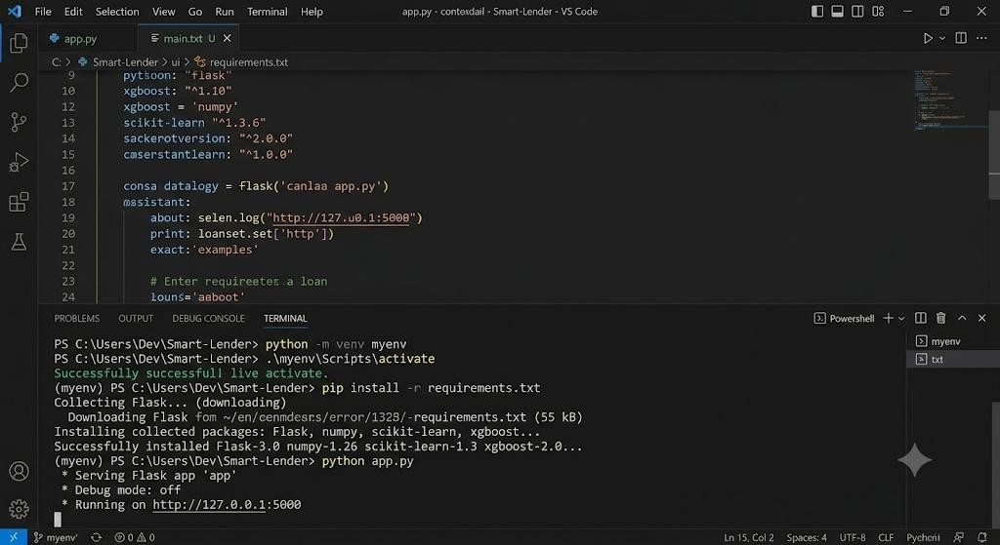 File Edit Selection View Go Run Terminal Help
app.py - contexdail - Smart-Lender - VS Code
app.py
main.txt U
C: > Smart-Lender > ui > requirements.txt
9 pytsoon: "flask"
10 xgboost: "^1.10"
11 xgboost = 'numpy'
12 scikit-learn "^1.3.6"
14 sackerotversion: "^2.0.0"
15 caserstantlearn: "^1.0.0"
16
17 consa datalogy = flask('canlaa app.py')
18 assistant:
19 about: selen.log("http://127.u0.1:5000")
20 print: loanset.set['http'])
21 exact:'examples'
22
23 # Enter requireetes a loan
24 louns='aaboot'
PROBLEMS OUTPUT DEBUG CONSOLE TERMINAL
Powershell
PS C:\Users\Dev\Smart-Lender> python -m venv myenv
PS C:\Users\Dev\Smart-Lender> .\myenv\Scripts\activate
Successfully successfull live activate.
(myenv) PS C:\Users\Dev\Smart-Lender> pip install -r requirements.txt
Collecting Flask... (downloading)
Downloading Flask fom ~/en/cenmdesrs/error/1328/-requirements.txt (55 kB)
Installing collected packages: Flask, numpy, scikit-learn, xgboost...
Successfully installed Flask-3.0 numpy-1.26 scikit-learn-1.3 xgboost-2.0...
(myenv) PS C:\Users\Dev\Smart-Lender> python app.py
* Serving Flask app 'app'
* Debug mode: off
* Running on http://127.0.0.1:5000
myenv
txt
myenv' 0 0
Ln 15, Col 2 Spaces: 4 UTF-8 CLF Pychoni